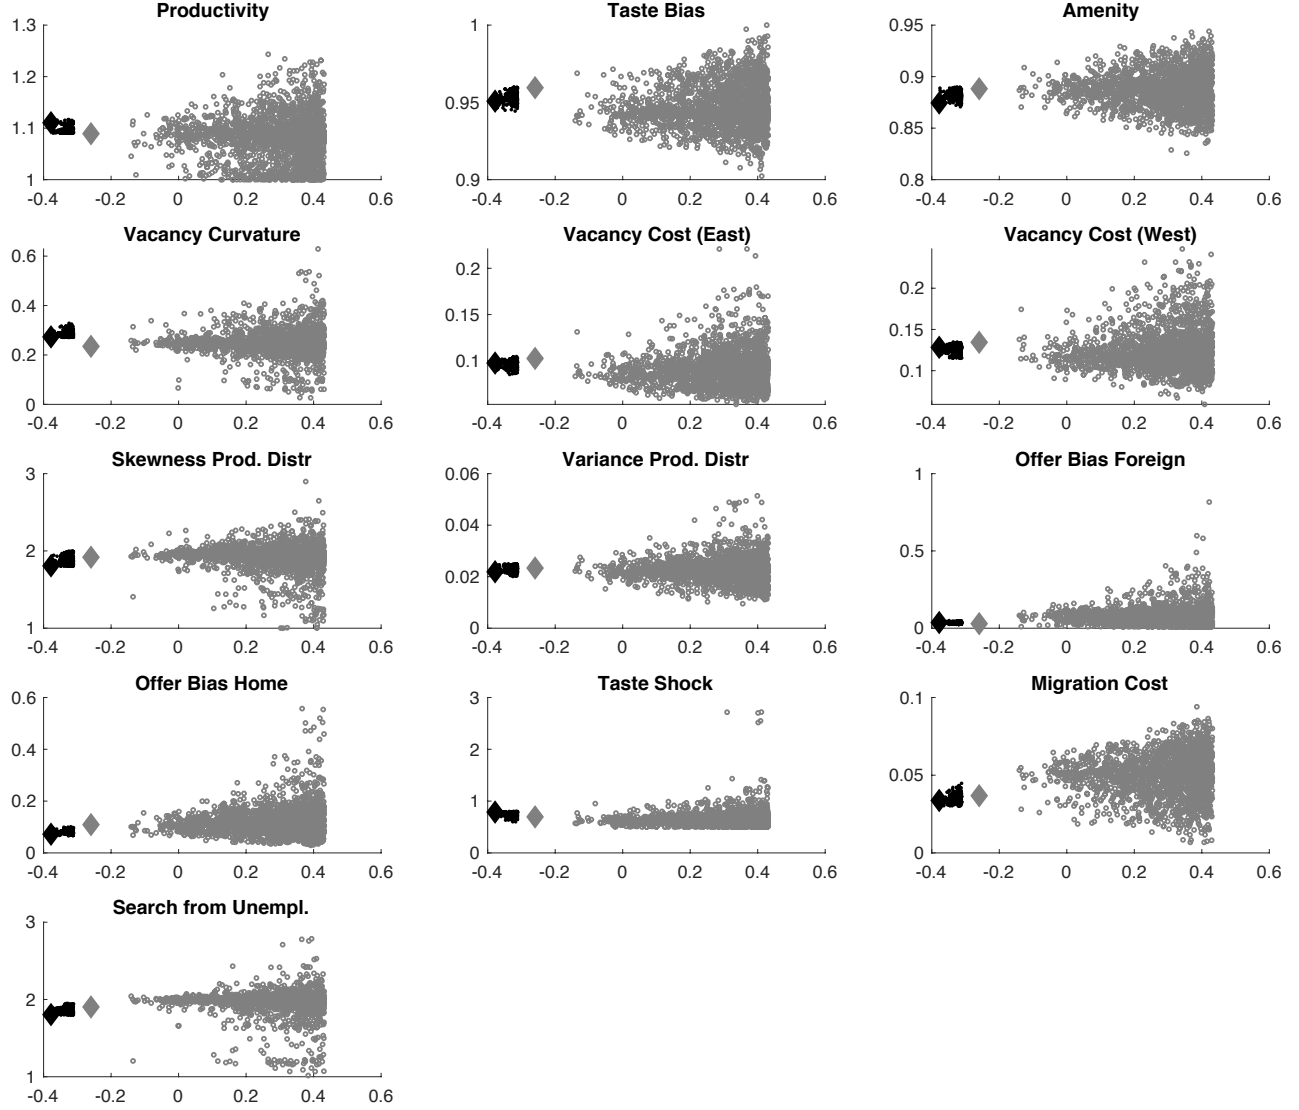 Productivity
1.3
1.2
1.1
1
-0.4 -0.2 0 0.2 0.4 0.6
Taste Bias
1
0.95
0.9
-0.4 -0.2 0 0.2 0.4 0.6
Amenity
0.95
0.9
0.85
0.8
-0.4 -0.2 0 0.2 0.4 0.6
Vacancy Curvature
0.6
0.4
0.2
0
-0.4 -0.2 0 0.2 0.4 0.6
Vacancy Cost (East)
0.2
0.15
0.1
-0.4 -0.2 0 0.2 0.4 0.6
Vacancy Cost (West)
0.2
0.15
0.1
-0.4 -0.2 0 0.2 0.4 0.6
Skewness Prod. Distr
3
2
1
-0.4 -0.2 0 0.2 0.4 0.6
Variance Prod. Distr
0.06
0.04
0.02
0
-0.4 -0.2 0 0.2 0.4 0.6
Offer Bias Foreign
1
0.5
0
-0.4 -0.2 0 0.2 0.4 0.6
Offer Bias Home
0.6
0.4
0.2
0
-0.4 -0.2 0 0.2 0.4 0.6
Taste Shock
3
2
1
0
-0.4 -0.2 0 0.2 0.4 0.6
Migration Cost
0.1
0.05
0
-0.4 -0.2 0 0.2 0.4 0.6
Search from Unempl.
3
2
1
-0.4 -0.2 0 0.2 0.4 0.6